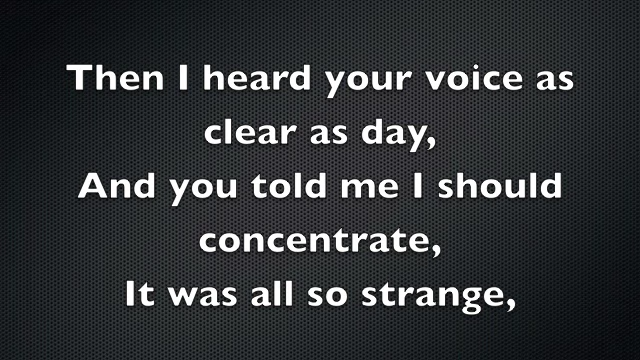 Then I heard your voice as
clear as day,
And you told me I should
concentrate,
It was all so strange,